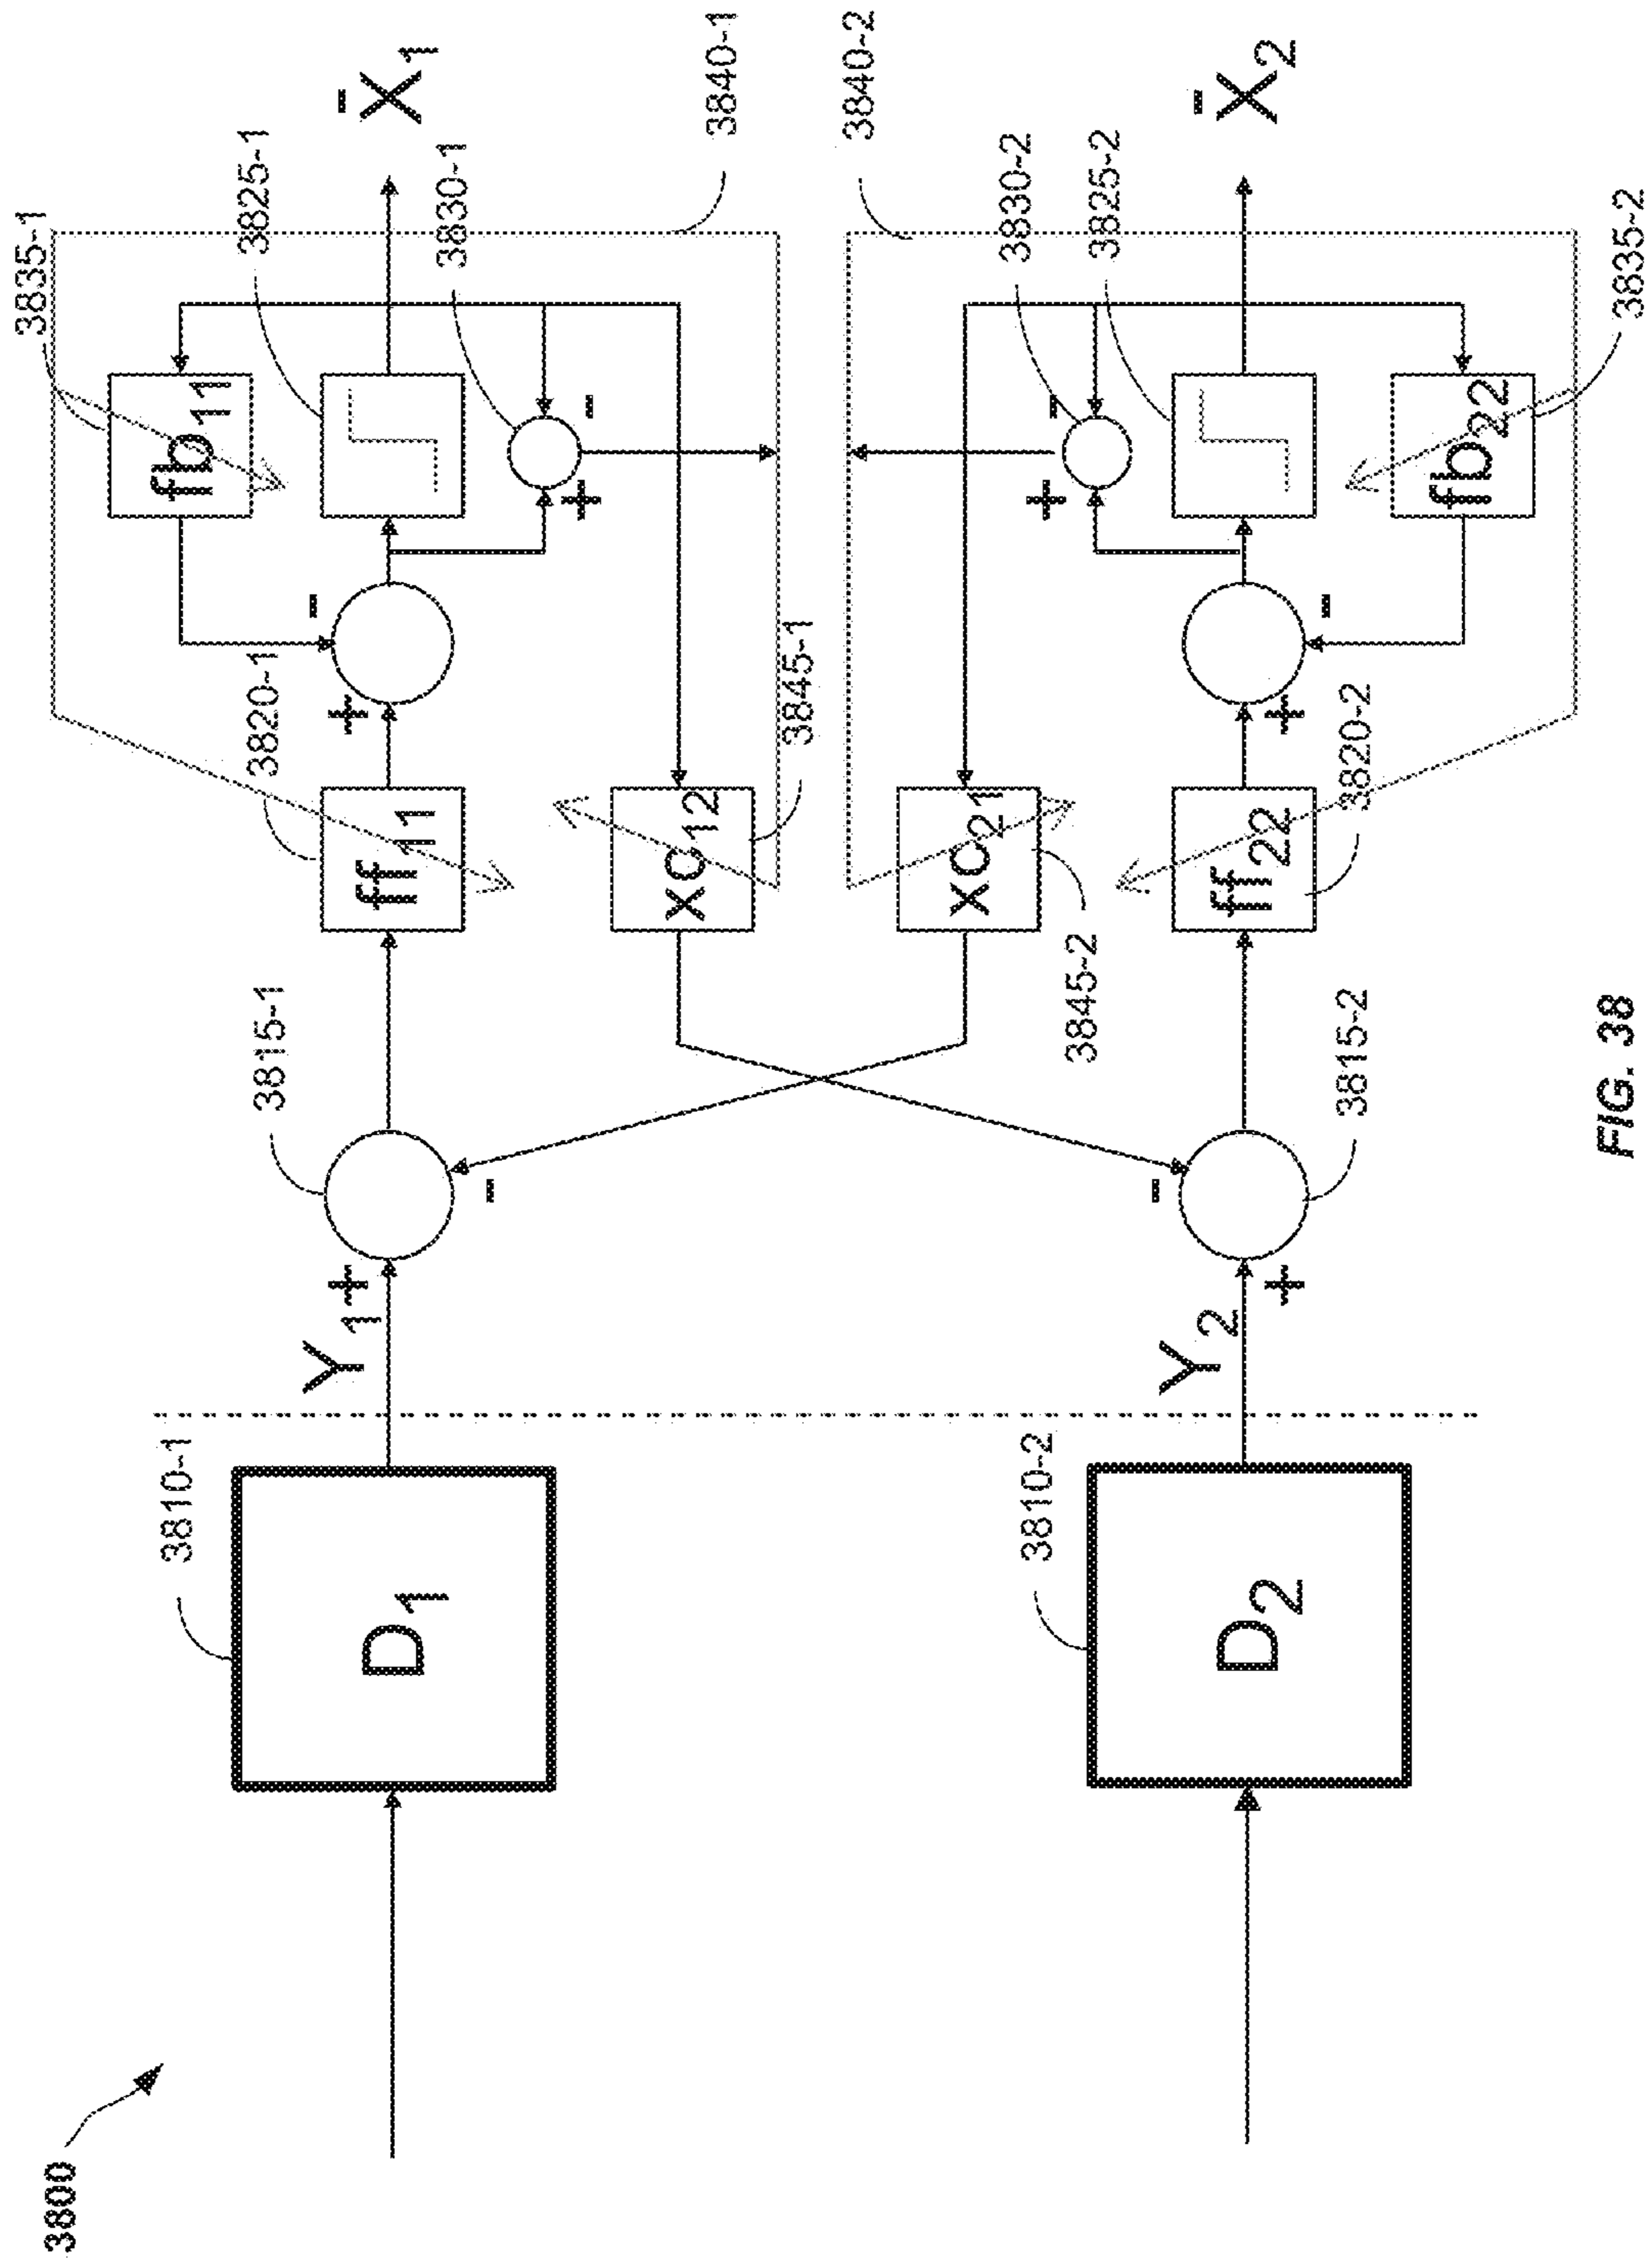 3800
3810-1
D1
Y1
+
-
3815-1
3820-1
ff11
+
-
3835-1
fb11
3825-1
3830-1
+
-
X̄1
3840-1
xc12
3845-1
3840-2
xc21
3845-2
3830-2
+
-
3825-2
X̄2
3810-2
D2
Y2
+
-
3815-2
ff22
3820-2
+
-
fb22
3835-2
FIG. 38